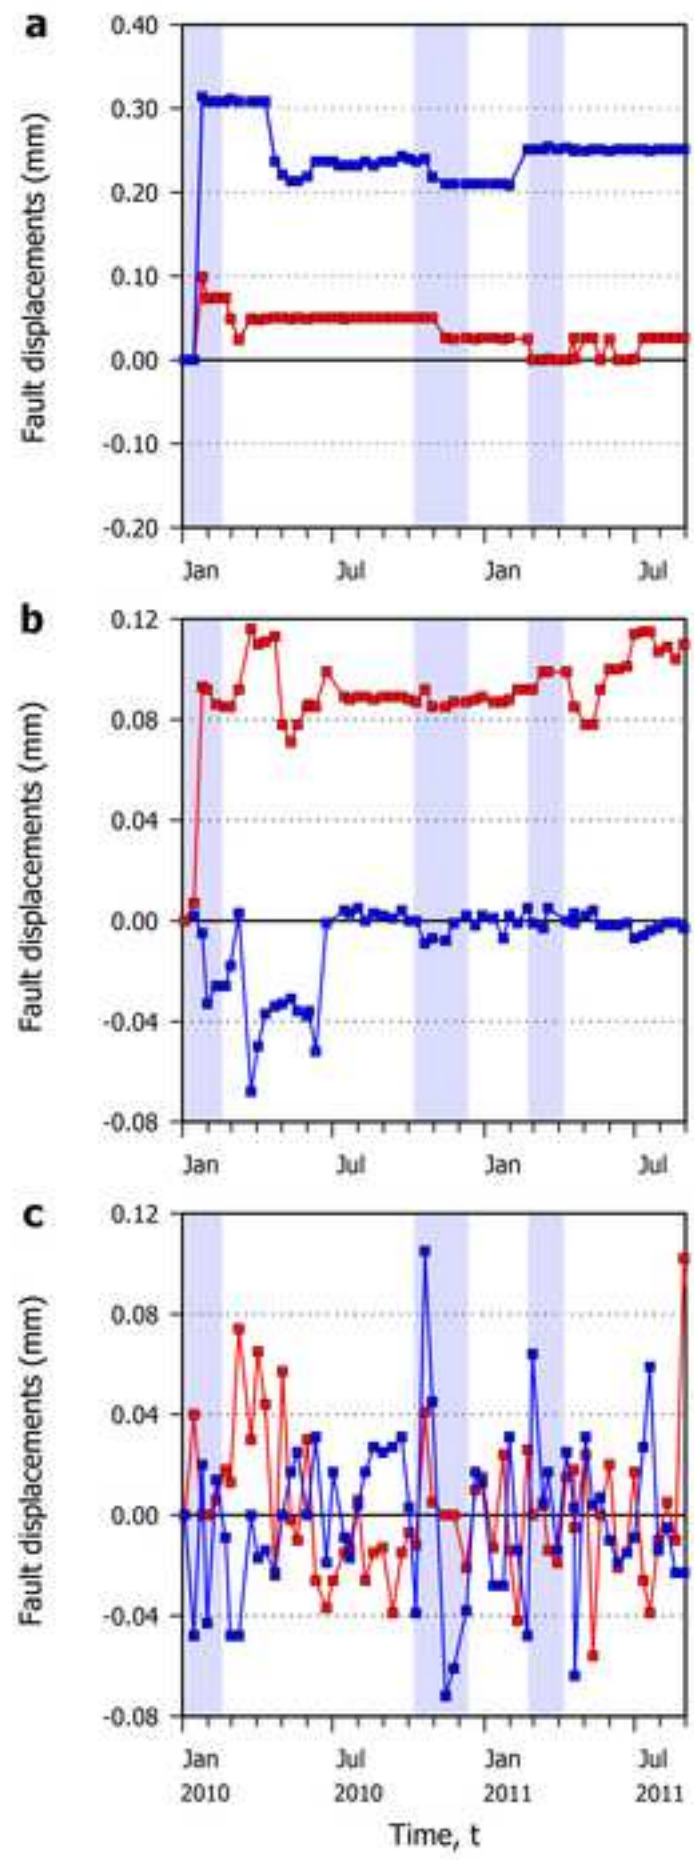 a
Fault displacements (mm)
0.40
0.30
0.20
0.10
0.00
-0.10
-0.20
Jan Jul Jan Jul
b
Fault displacements (mm)
0.12
0.08
0.04
0.00
-0.04
-0.08
Jan Jul Jan Jul
c
Fault displacements (mm)
0.12
0.08
0.04
0.00
-0.04
-0.08
Jan Jul Jan Jul
2010 2010 2011 2011
Time, t